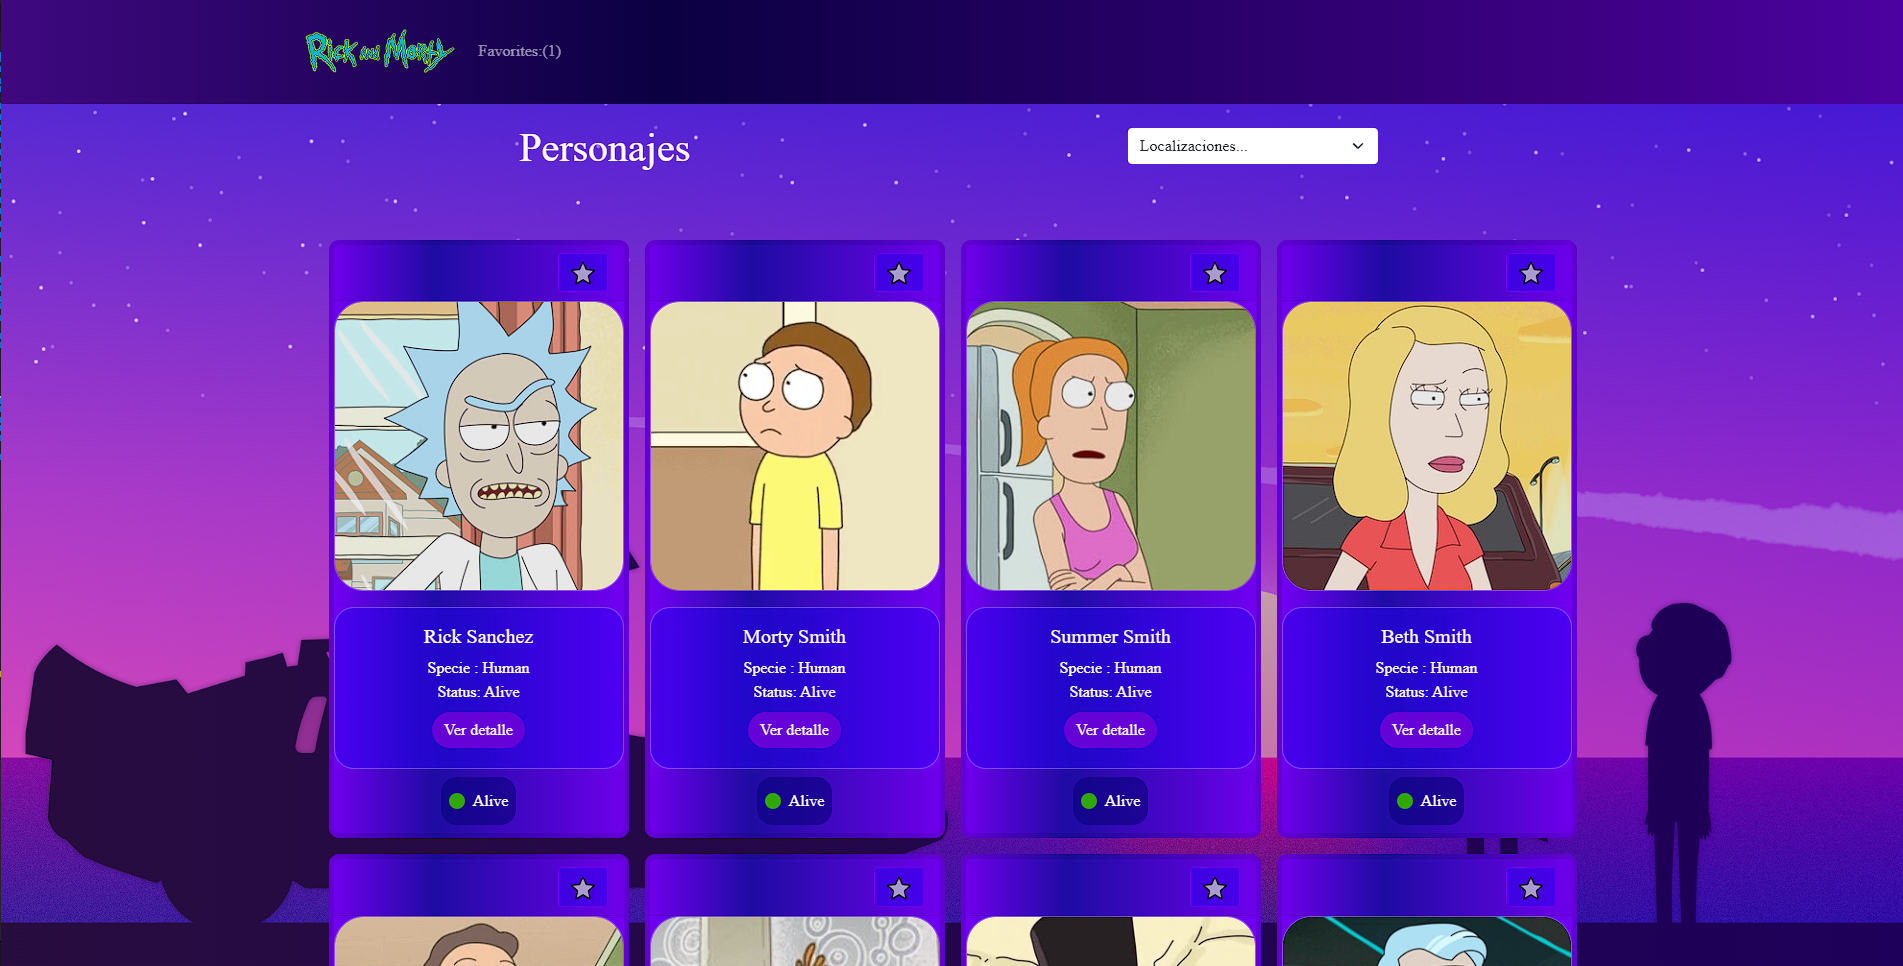 Rick and Morty
Favorites:(1)
Personajes
Localizaciones...
Rick Sanchez
Specie : Human
Status: Alive
Ver detalle
Alive
Morty Smith
Specie : Human
Status: Alive
Ver detalle
Alive
Summer Smith
Specie : Human
Status: Alive
Ver detalle
Alive
Beth Smith
Specie : Human
Status: Alive
Ver detalle
Alive